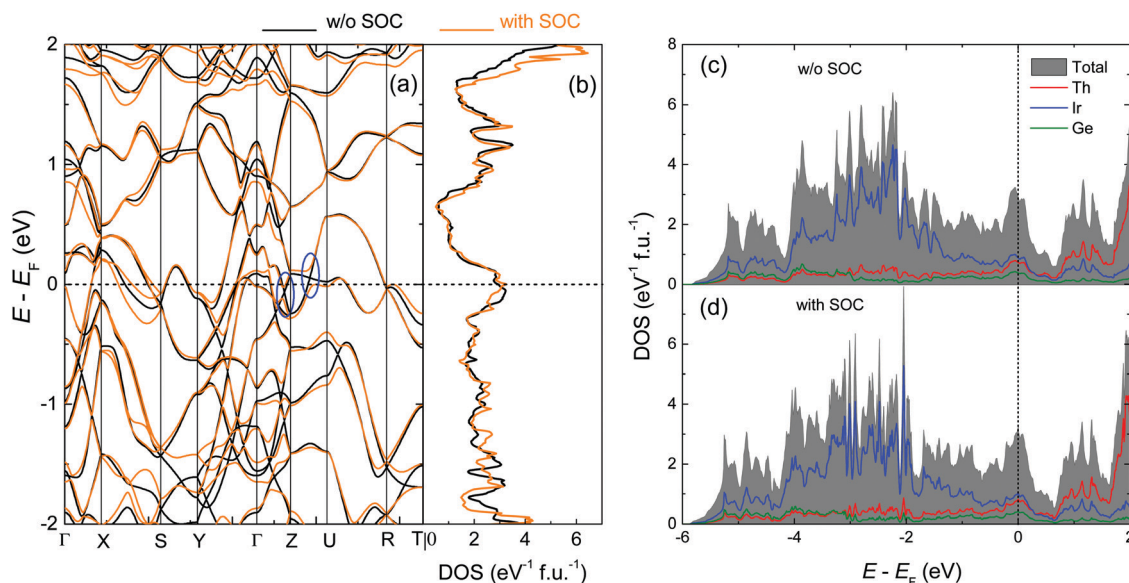 w/o SOC
with SOC
2
1
0
-1
-2
E - E_F (eV)
(a)
Γ X S Y Γ Z U R T|
(b)
0 2 4 6
DOS (eV⁻¹ f.u.⁻¹)
(c)
w/o SOC
Total
Th
Ir
Ge
8
6
4
2
0
(d)
with SOC
6
4
2
0
DOS (eV⁻¹ f.u.⁻¹)
-6 -4 -2 0 2
E - E_F (eV)